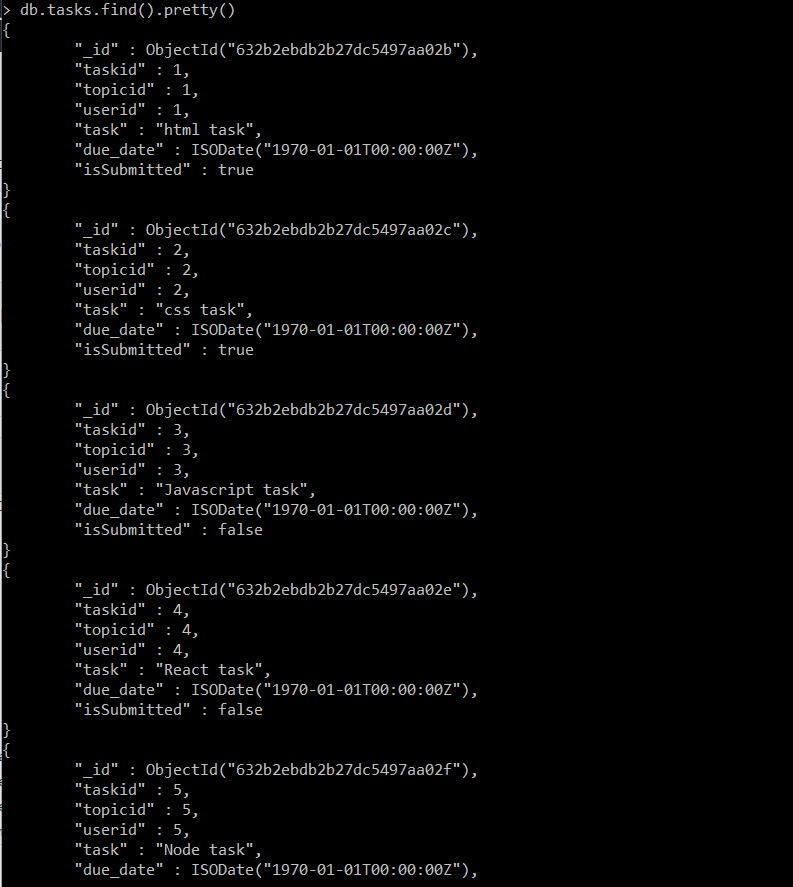 > db.tasks.find().pretty()
{
"_id" : ObjectId("632b2ebdb2b27dc5497aa02b"),
"taskid" : 1,
"topicid" : 1,
"userid" : 1,
"task" : "html task",
"due_date" : ISODate("1970-01-01T00:00:00Z"),
"isSubmitted" : true
}
{
"_id" : ObjectId("632b2ebdb2b27dc5497aa02c"),
"taskid" : 2,
"topicid" : 2,
"userid" : 2,
"task" : "css task",
"due_date" : ISODate("1970-01-01T00:00:00Z"),
"isSubmitted" : true
}
{
"_id" : ObjectId("632b2ebdb2b27dc5497aa02d"),
"taskid" : 3,
"topicid" : 3,
"userid" : 3,
"task" : "Javascript task",
"due_date" : ISODate("1970-01-01T00:00:00Z"),
"isSubmitted" : false
}
{
"_id" : ObjectId("632b2ebdb2b27dc5497aa02e"),
"taskid" : 4,
"topicid" : 4,
"userid" : 4,
"task" : "React task",
"due_date" : ISODate("1970-01-01T00:00:00Z"),
"isSubmitted" : false
}
{
"_id" : ObjectId("632b2ebdb2b27dc5497aa02f"),
"taskid" : 5,
"topicid" : 5,
"userid" : 5,
"task" : "Node task",
"due_date" : ISODate("1970-01-01T00:00:00Z"),